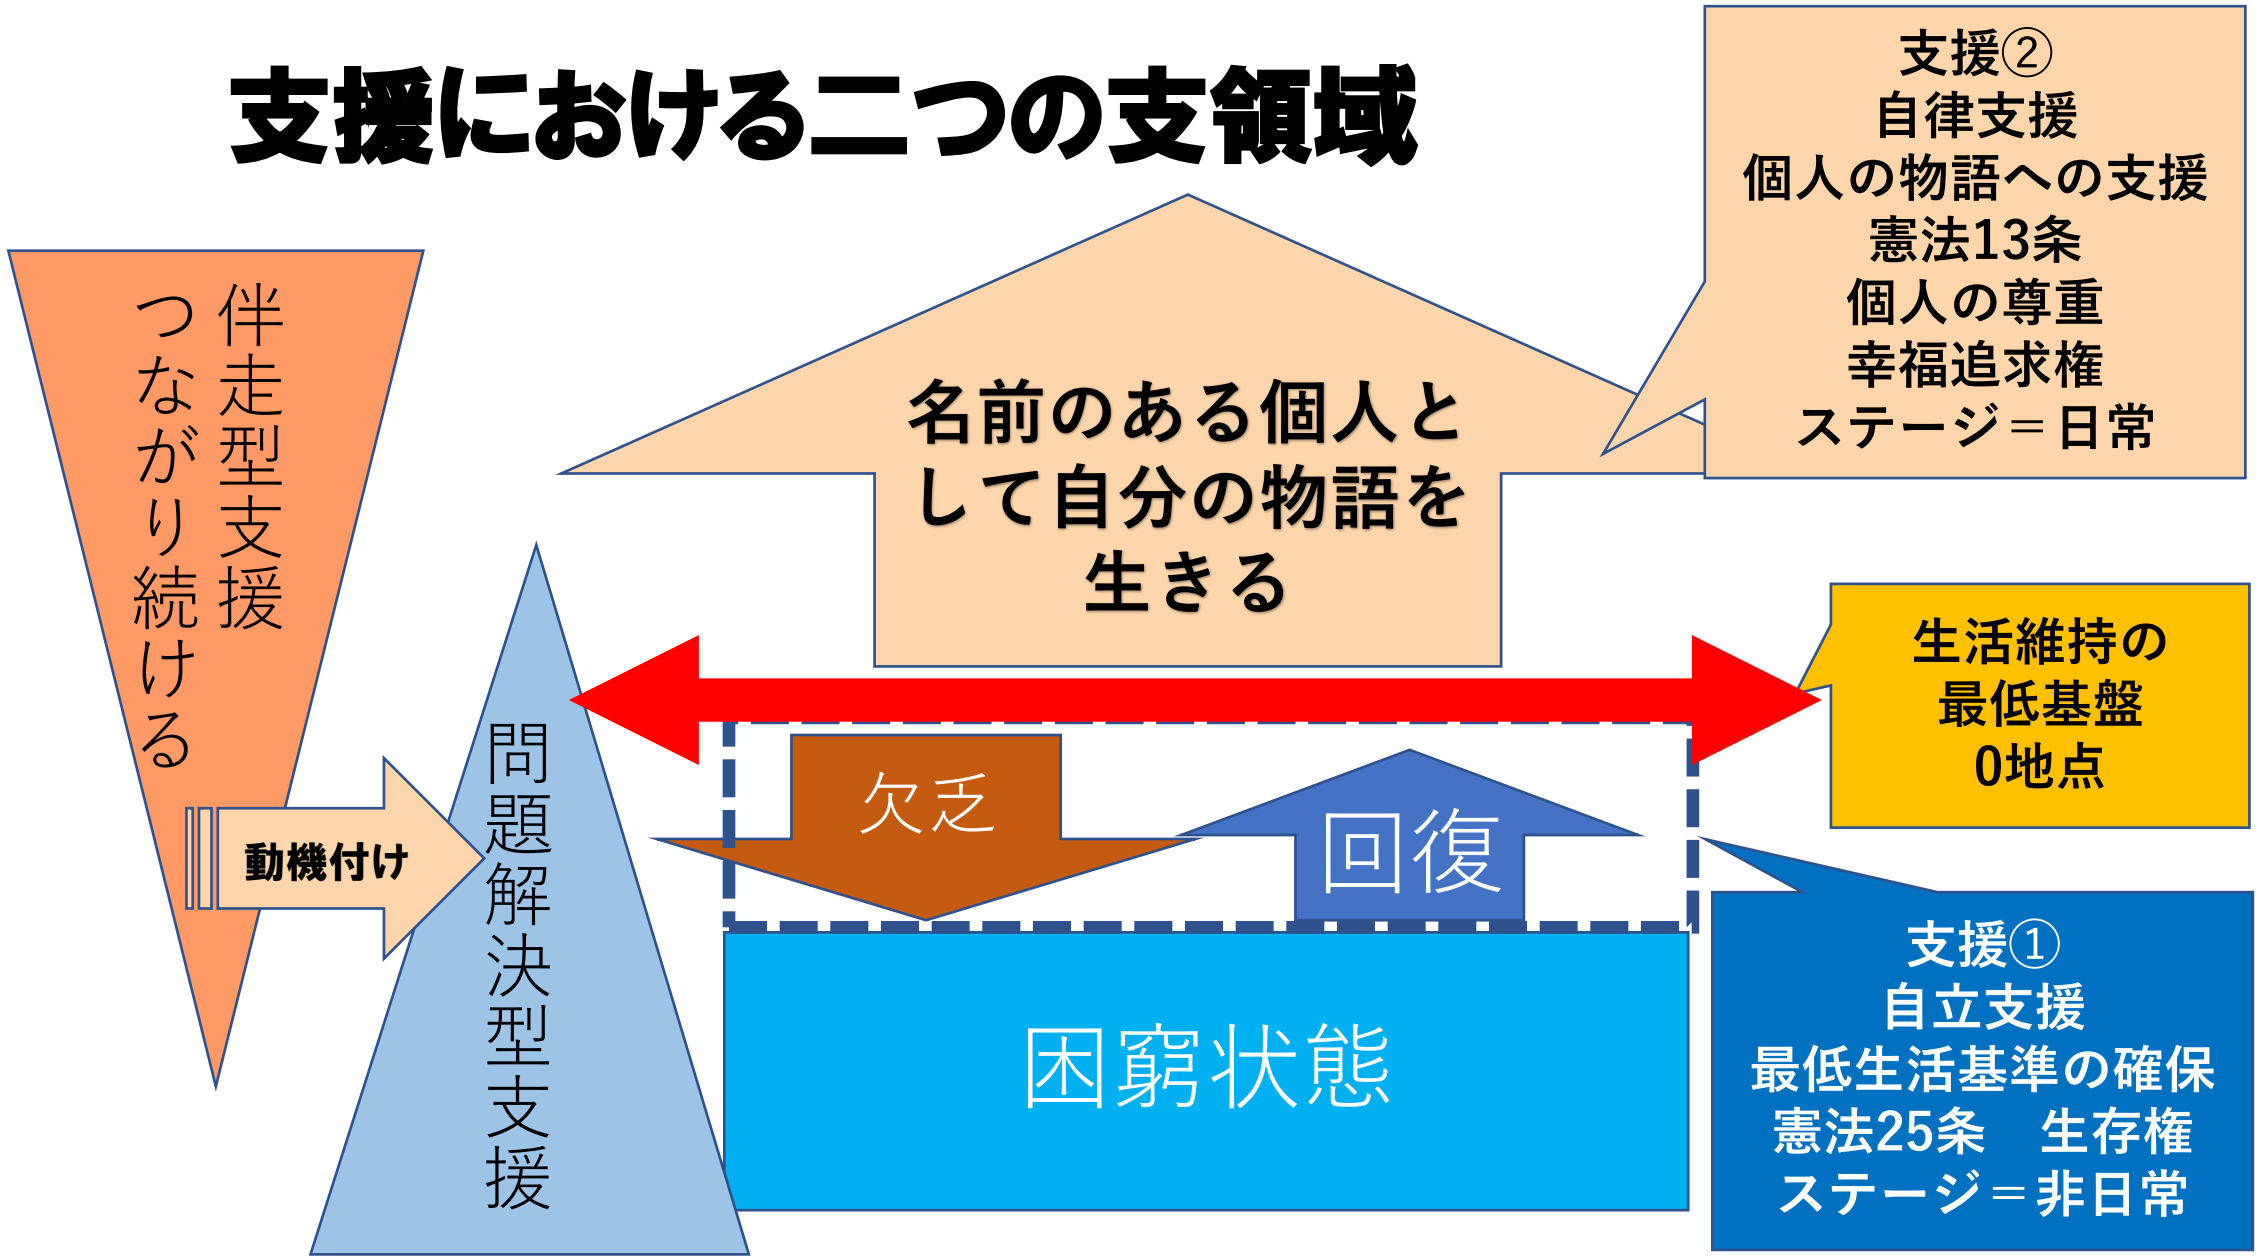 支援における二つの支領域
支援②
自律支援
個人の物語への支援
憲法13条
個人の尊重
幸福追求権
ステージ＝日常
伴走型支援
つながり続ける
名前のある個人と
して自分の物語を
生きる
生活維持の
最低基盤
0地点
動機付け
問題解決型支援
欠乏
回復
困窮状態
支援①
自立支援
最低生活基準の確保
憲法25条　生存権
ステージ＝非日常